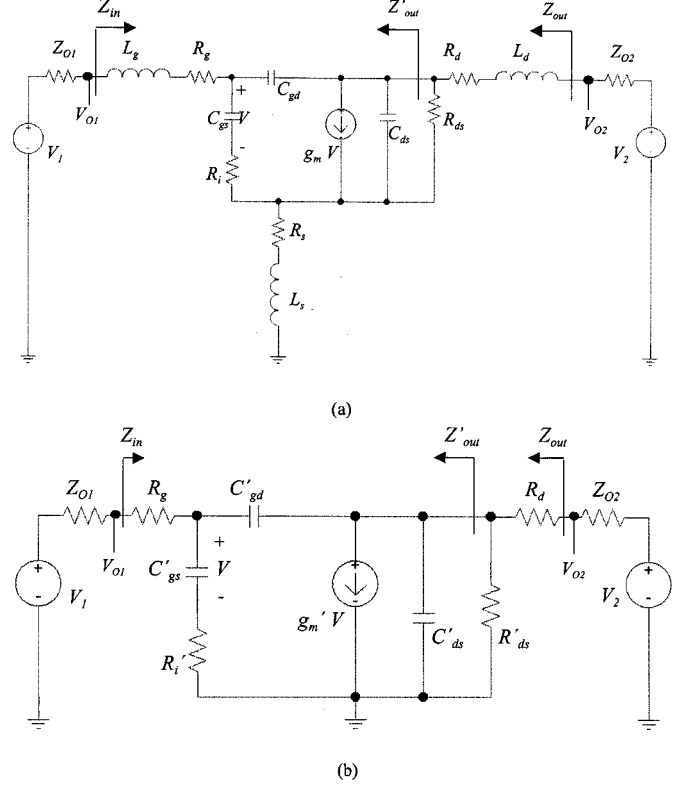 Z_in Z'_out Z_out
Z_O1 L_g R_g R_d L_d Z_O2
C_gd
+
C_gs V
-
V_O1
g_m V C_ds R_ds
V_O2
+
-
V_1
R_i
+
-
V_2
R_s
L_s
(a)
Z_in Z'_out Z_out
Z_O1 R_g C'_gd R_d Z_O2
V_O1
+
C'_gs V
-
V_O2
+
-
V_1
+
-
g_m' V
C'_ds R'_ds
+
-
V_2
R_i'
(b)